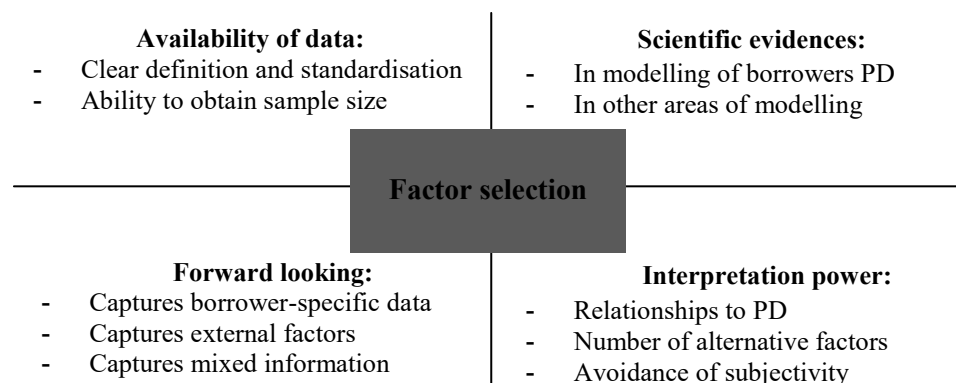 Availability of data:
- Clear definition and standardisation
- Ability to obtain sample size
Scientific evidences:
- In modelling of borrowers PD
- In other areas of modelling
Factor selection
Forward looking:
- Captures borrower-specific data
- Captures external factors
- Captures mixed information
Interpretation power:
- Relationships to PD
- Number of alternative factors
- Avoidance of subjectivity